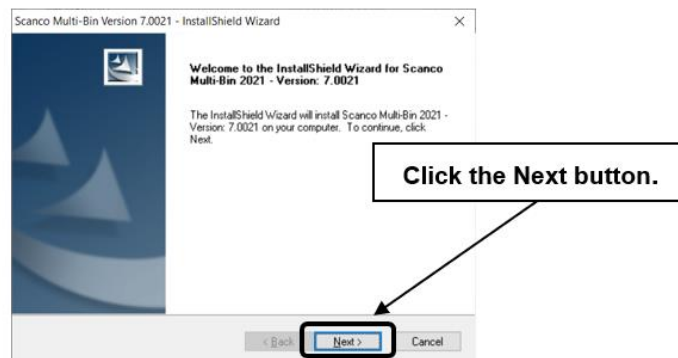 Scanco Multi-Bin Version 7.0021 - InstallShield Wizard
Welcome to the InstallShield Wizard for Scanco
Multi-Bin 2021 - Version: 7.0021
The InstallShield Wizard will install Scanco Multi-Bin 2021 -
Version: 7.0021 on your computer. To continue, click
Next.
Click the Next button.
< Back Next > Cancel